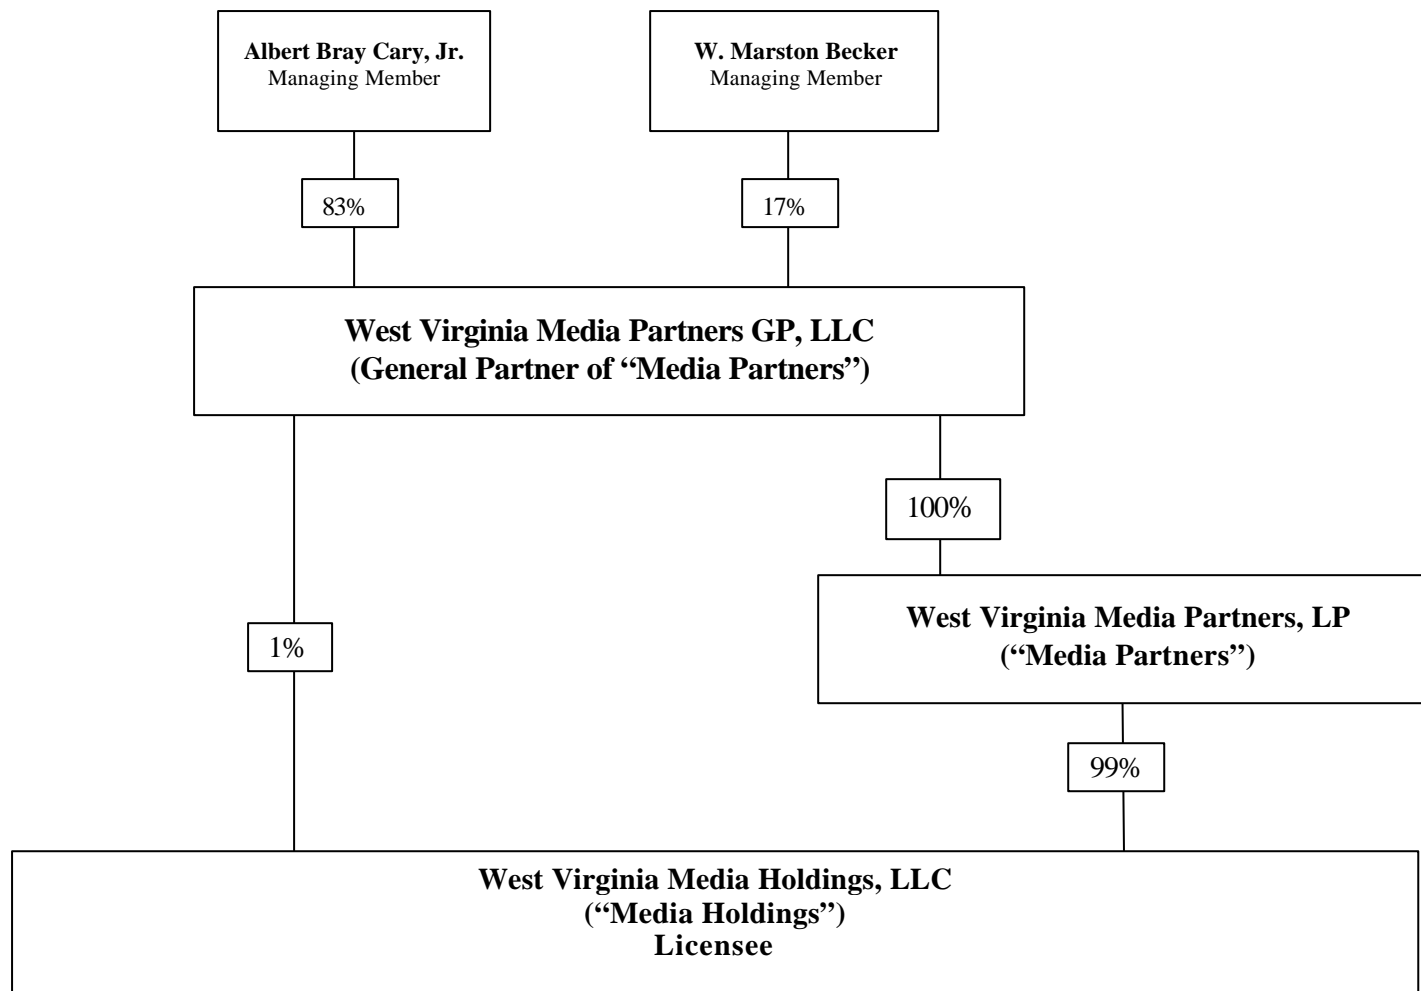 Albert Bray Cary, Jr.
Managing Member
W. Marston Becker
Managing Member
83%
17%
West Virginia Media Partners GP, LLC
(General Partner of “Media Partners”)
100%
West Virginia Media Partners, LP
(“Media Partners”)
1%
99%
West Virginia Media Holdings, LLC
(“Media Holdings”)
Licensee